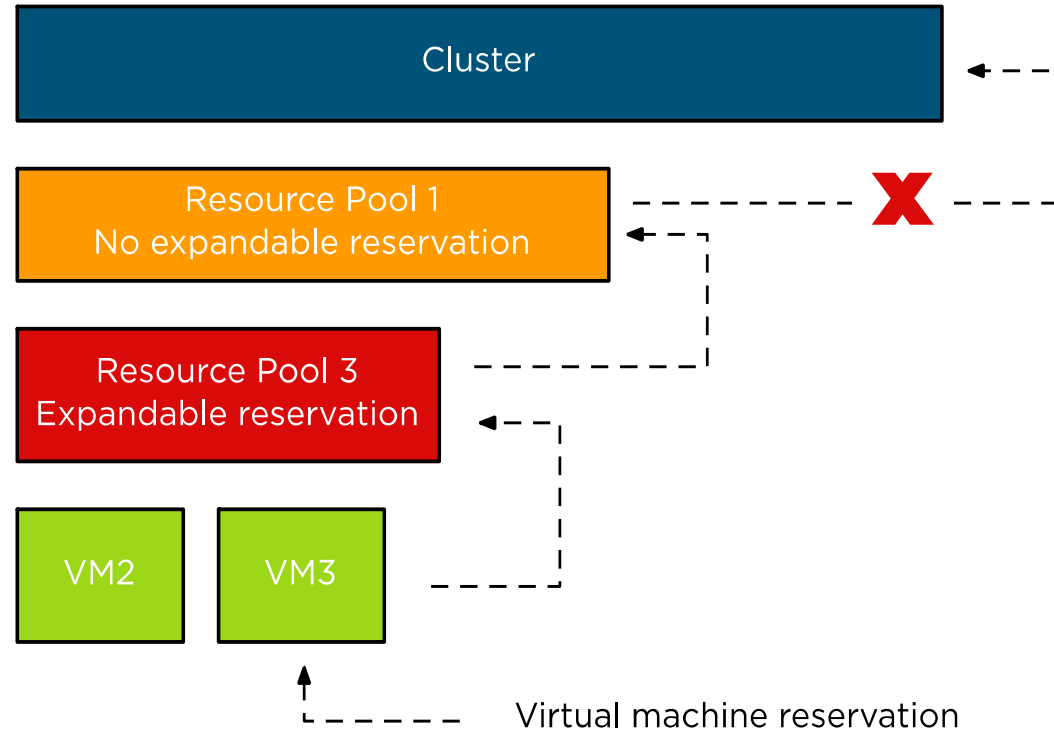 Cluster
Resource Pool 1
No expandable reservation
Resource Pool 3
Expandable reservation
VM2
VM3
Virtual machine reservation